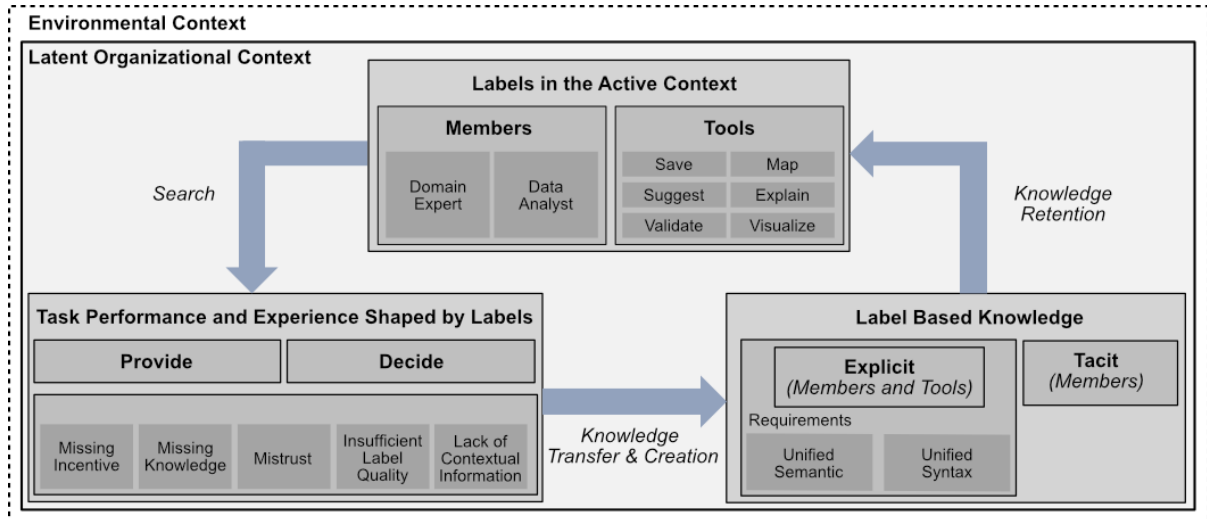 Environmental Context
Latent Organizational Context
Labels in the Active Context
Members
Domain
Expert
Data
Analyst
Tools
Save
Map
Suggest
Explain
Validate
Visualize
Search
Knowledge
Retention
Task Performance and Experience Shaped by Labels
Provide
Decide
Missing
Incentive
Missing
Knowledge
Mistrust
Insufficient
Label
Quality
Lack of
Contextual
Information
Knowledge
Transfer & Creation
Label Based Knowledge
Explicit
(Members and Tools)
Requirements
Unified
Semantic
Unified
Syntax
Tacit
(Members)